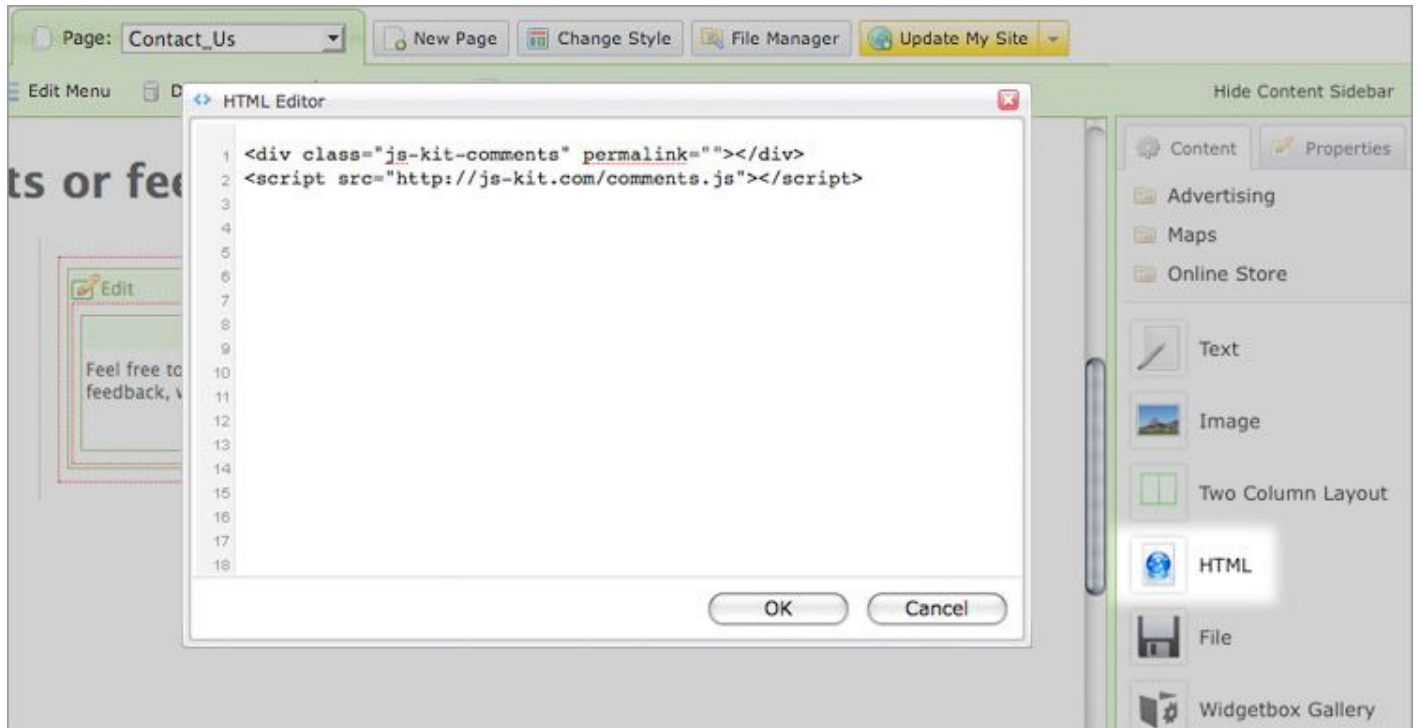 Page: Contact_Us New Page Change Style File Manager Update My Site
Edit Menu D Hide Content Sidebar
HTML Editor
1 <div class="js-kit-comments" permalink=""></div>
2 <script src="http://js-kit.com/comments.js"></script>
3
4
5
6
7
8
9
10
11
12
13
14
15
16
17
18
OK Cancel
ts or fee
Edit
Feel free to
feedback, v
Content Properties
Advertising
Maps
Online Store
Text
Image
Two Column Layout
HTML
File
Widgetbox Gallery